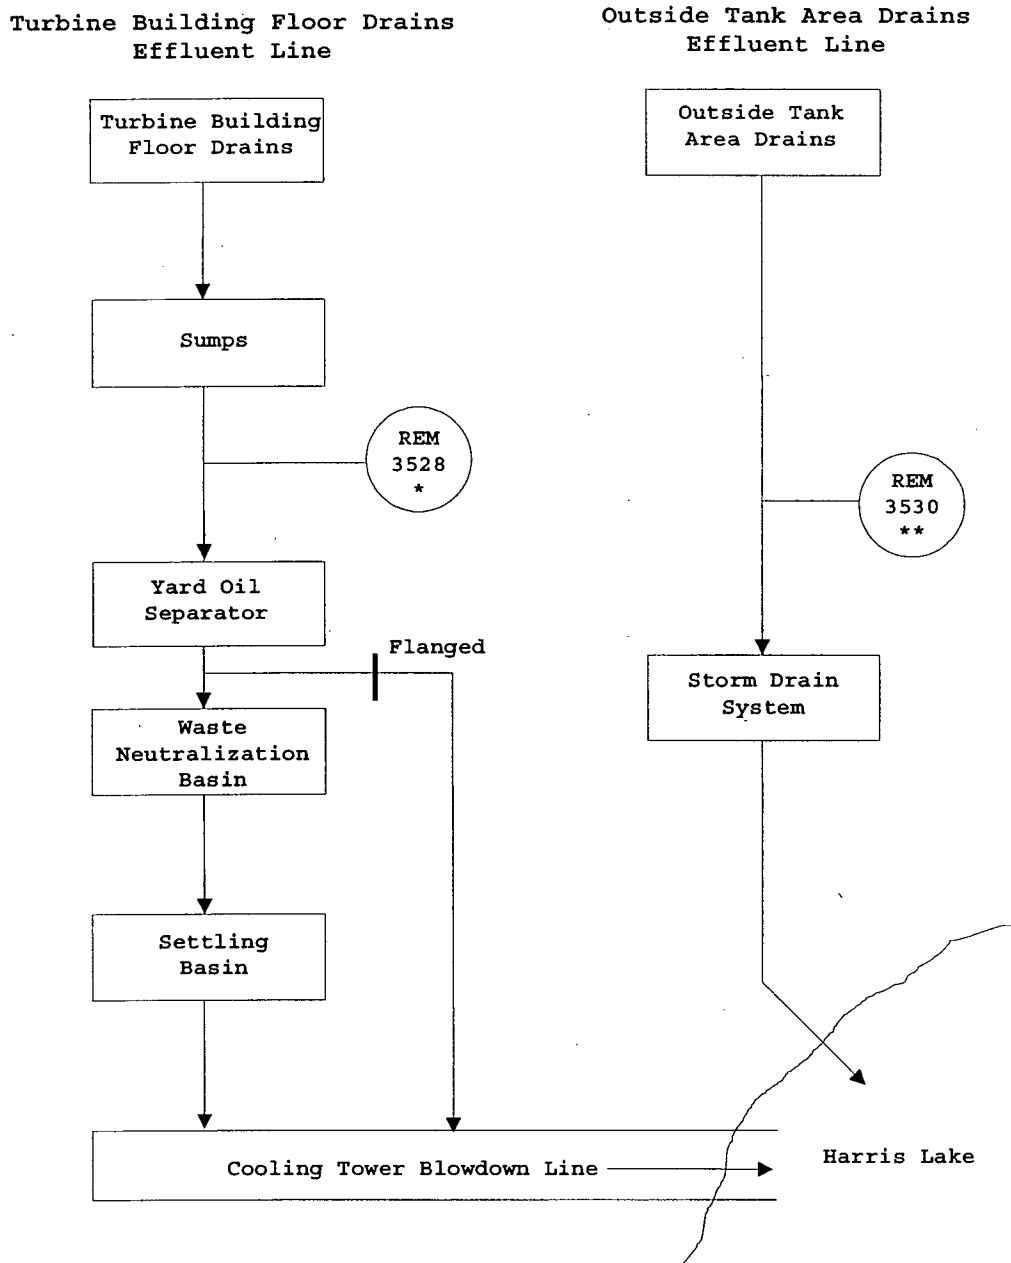 Turbine Building Floor Drains
Effluent Line
Outside Tank Area Drains
Effluent Line
Turbine Building
Floor Drains
Outside Tank
Area Drains
Sumps
REM
3528
*
REM
3530
**
Yard Oil
Separator
Flanged
Storm Drain
System
Waste
Neutralization
Basin
Settling
Basin
Cooling Tower Blowdown Line
Harris Lake